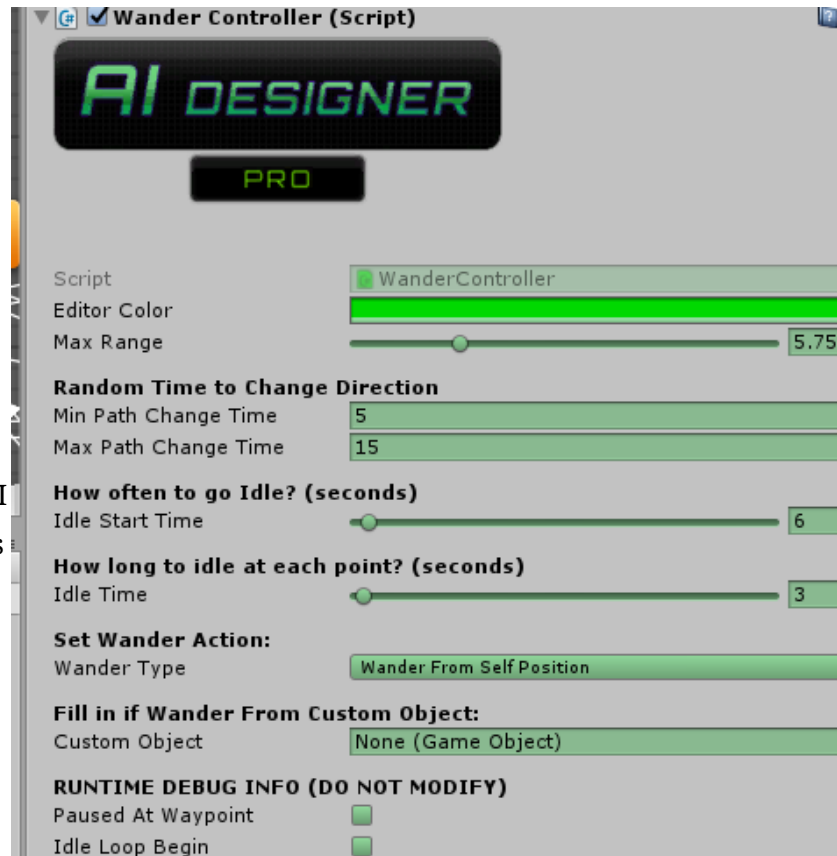 Wander Controller (Script)
AI DESIGNER
PRO
Script WanderController
Editor Color
Max Range 5.75
Random Time to Change Direction
Min Path Change Time 5
Max Path Change Time 15
How often to go Idle? (seconds)
Idle Start Time 6
How long to idle at each point? (seconds)
Idle Time 3
Set Wander Action:
Wander Type Wander From Self Position
Fill in if Wander From Custom Object:
Custom Object None (Game Object)
RUNTIME DEBUG INFO (DO NOT MODIFY)
Paused At Waypoint
Idle Loop Begin